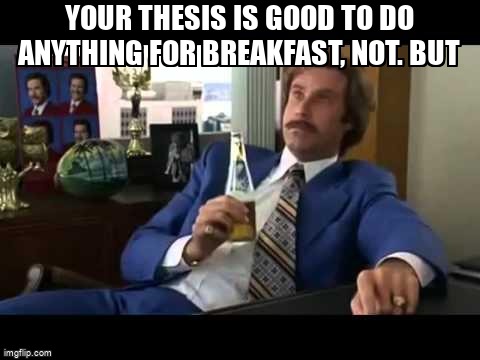 YOUR THESIS IS GOOD TO DO
ANYTHING FOR BREAKFAST, NOT. BUT
imgflip.com